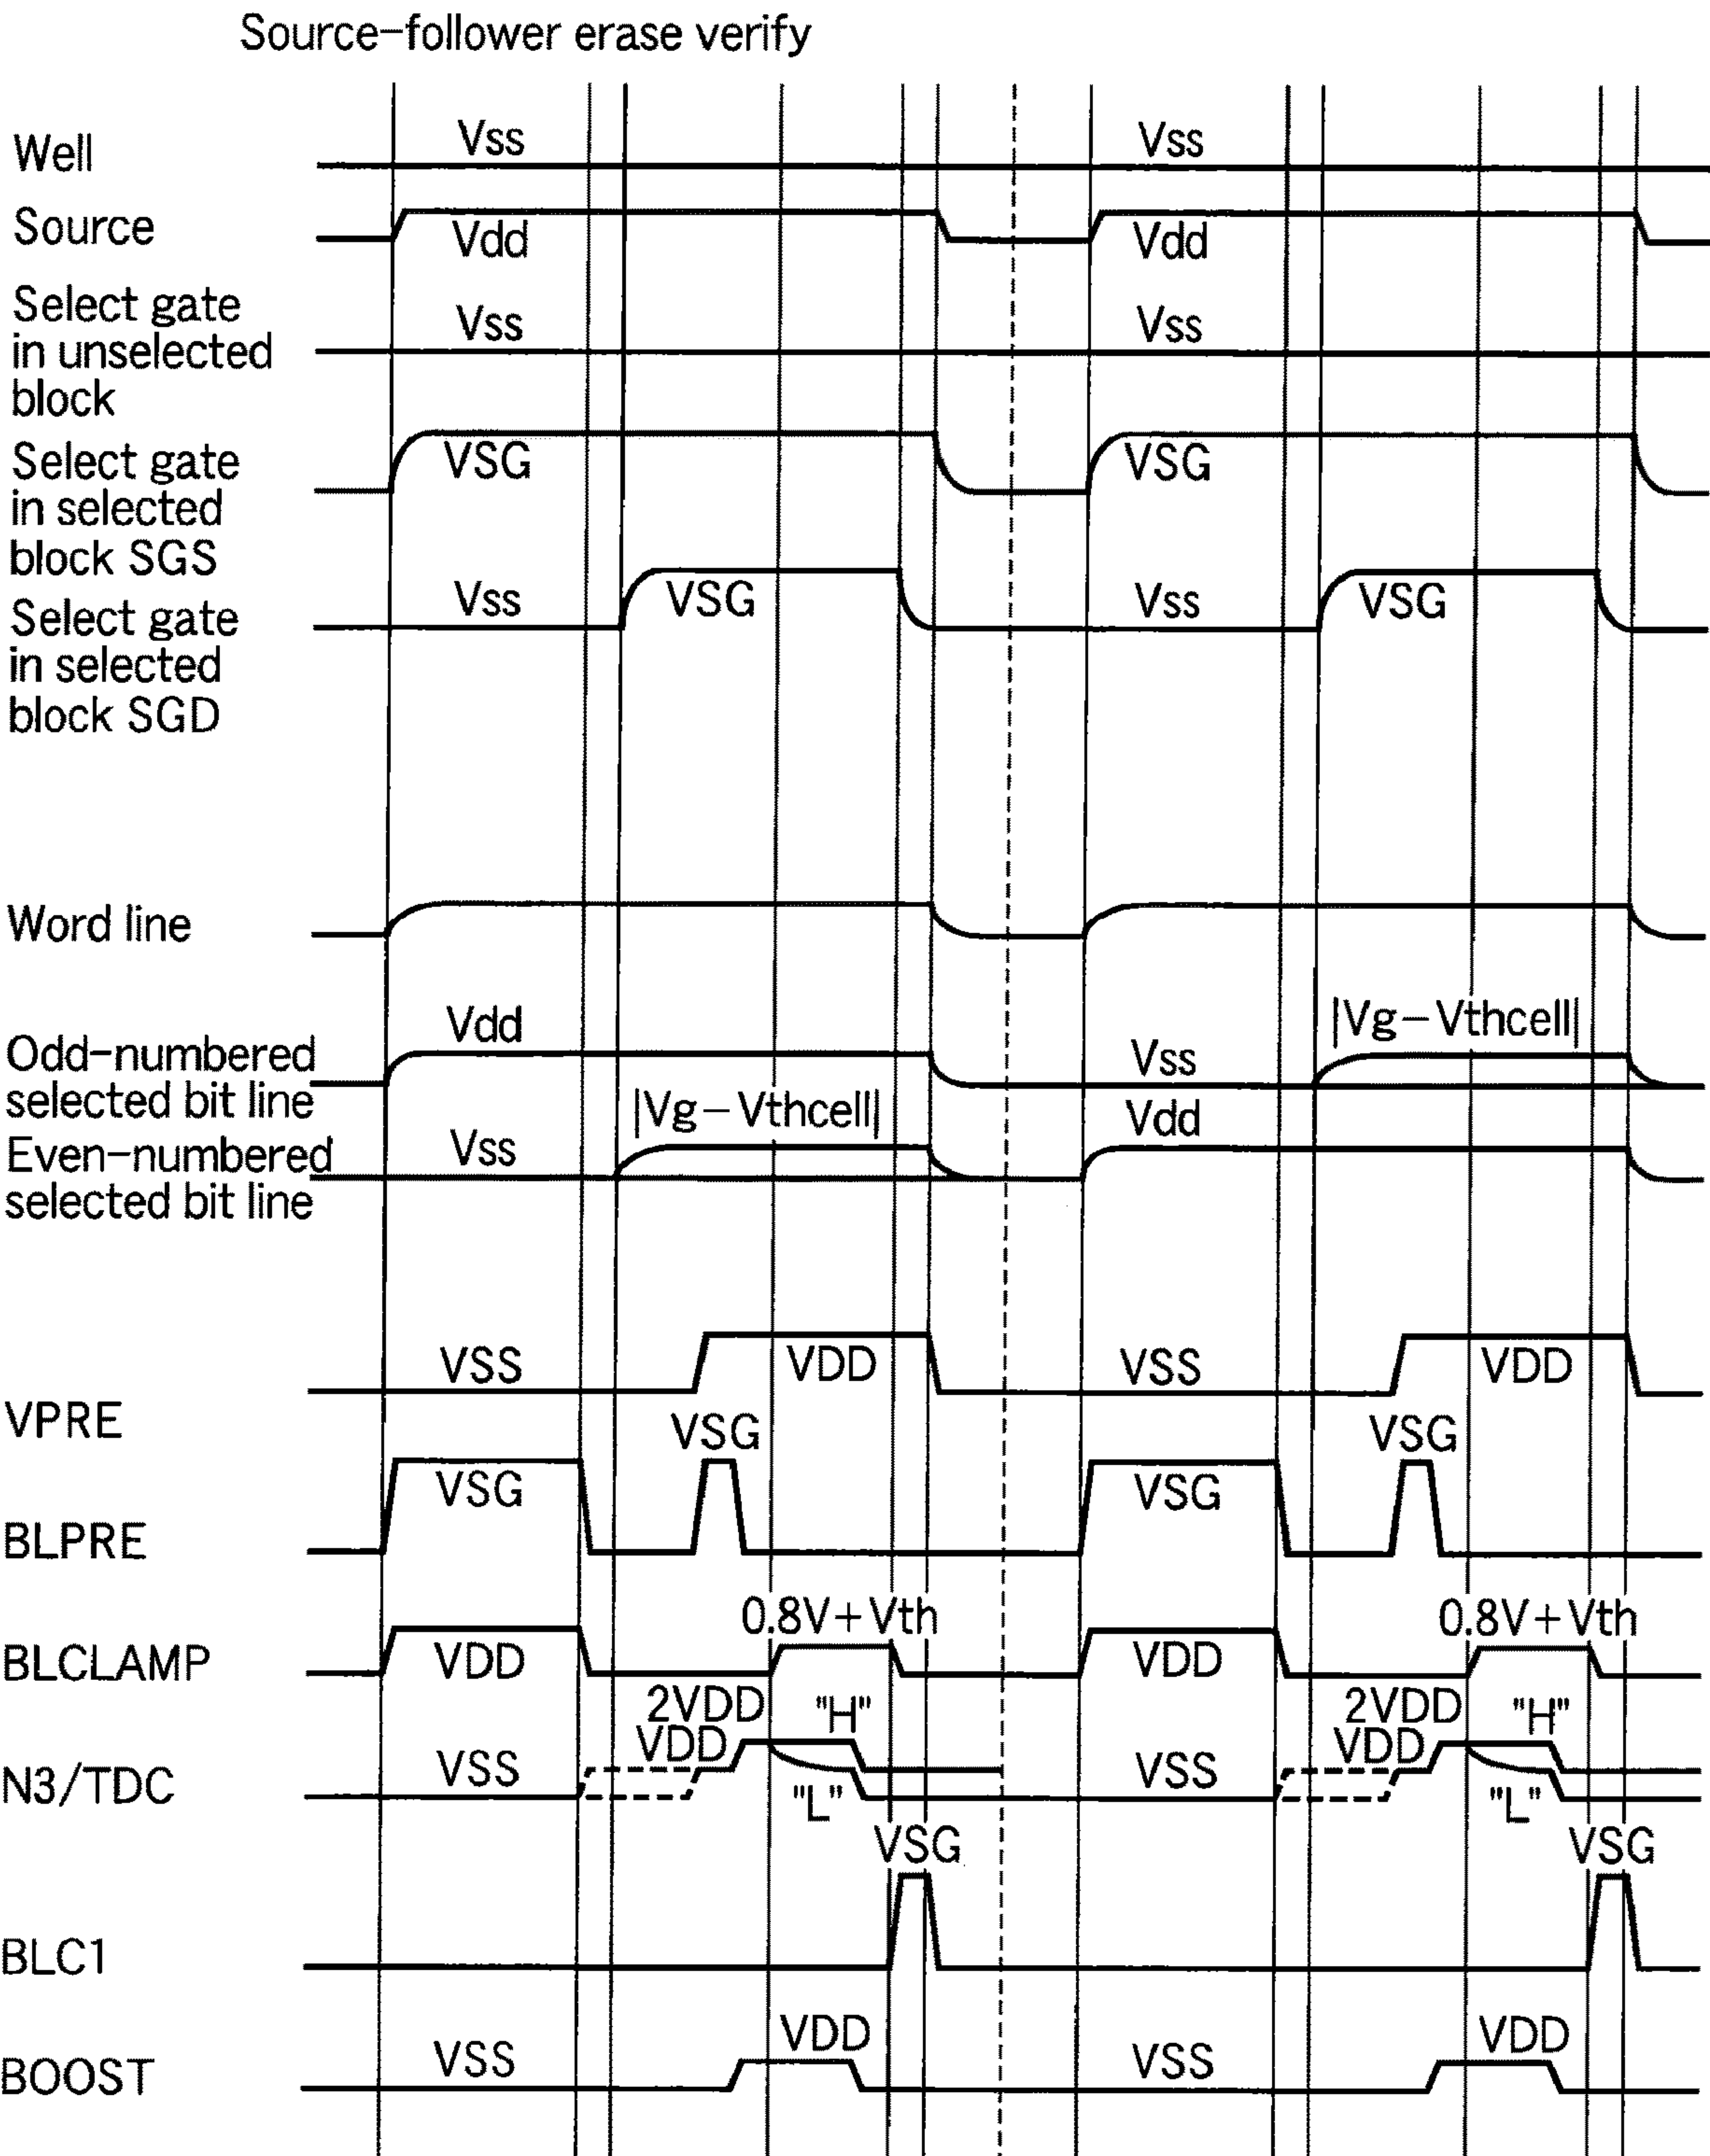 Source-follower erase verify
Well
Vss
Vss
Source
Vdd
Vdd
Select gate
in unselected
block
Vss
Vss
Select gate
in selected
block SGS
VSG
VSG
Select gate
in selected
block SGD
Vss
VSG
Vss
VSG
Word line
Odd-numbered
selected bit line
Vdd
Vss
|Vg-Vthcell|
Even-numbered
selected bit line
Vss
|Vg-Vthcell|
Vdd
VPRE
VSS
VDD
VSS
VDD
BLPRE
VSG
VSG
VSG
VSG
BLCLAMP
VDD
0.8V+Vth
VDD
0.8V+Vth
N3/TDC
VSS
VDD
2VDD
"H"
"L"
VSS
VDD
2VDD
"H"
"L"
BLC1
VSG
VSG
BOOST
VSS
VDD
VSS
VDD